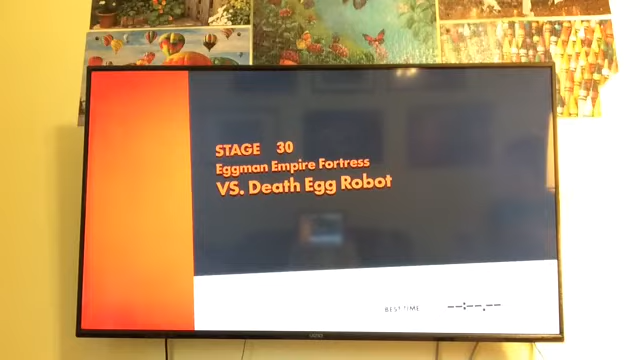 STAGE 30
Eggman Empire Fortress
VS. Death Egg Robot
BEST TIME --:--.--